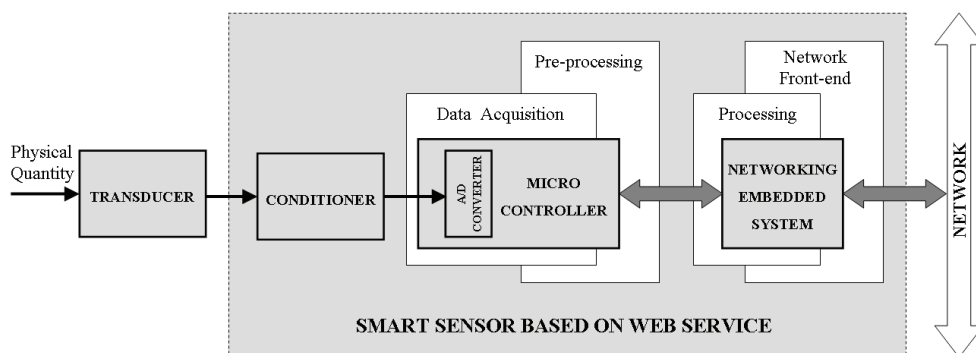 Physical
Quantity
TRANSDUCER
CONDITIONER
Pre-processing
Data Acquisition
A/D
CONVERTER
MICRO
CONTROLLER
Network
Front-end
Processing
NETWORKING
EMBEDDED
SYSTEM
NETWORK
SMART SENSOR BASED ON WEB SERVICE